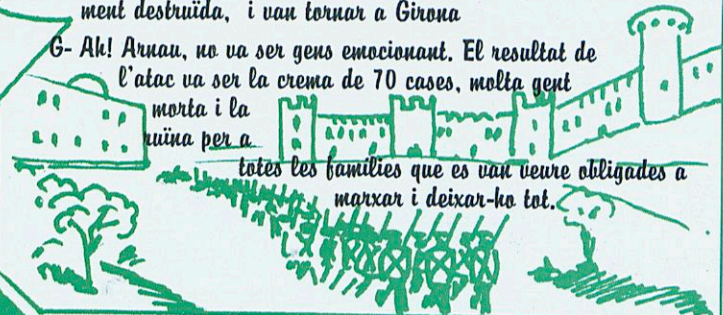 ment destruïda, i van tornar a Girona
G- Ah! Arnau, no va ser gens emocionant. El resultat de
l'atac va ser la crema de 70 cases, molta gent
morta i la
ruïna per a
totes les famílies que es van veure obligades a
marxar i deixar-ho tot.